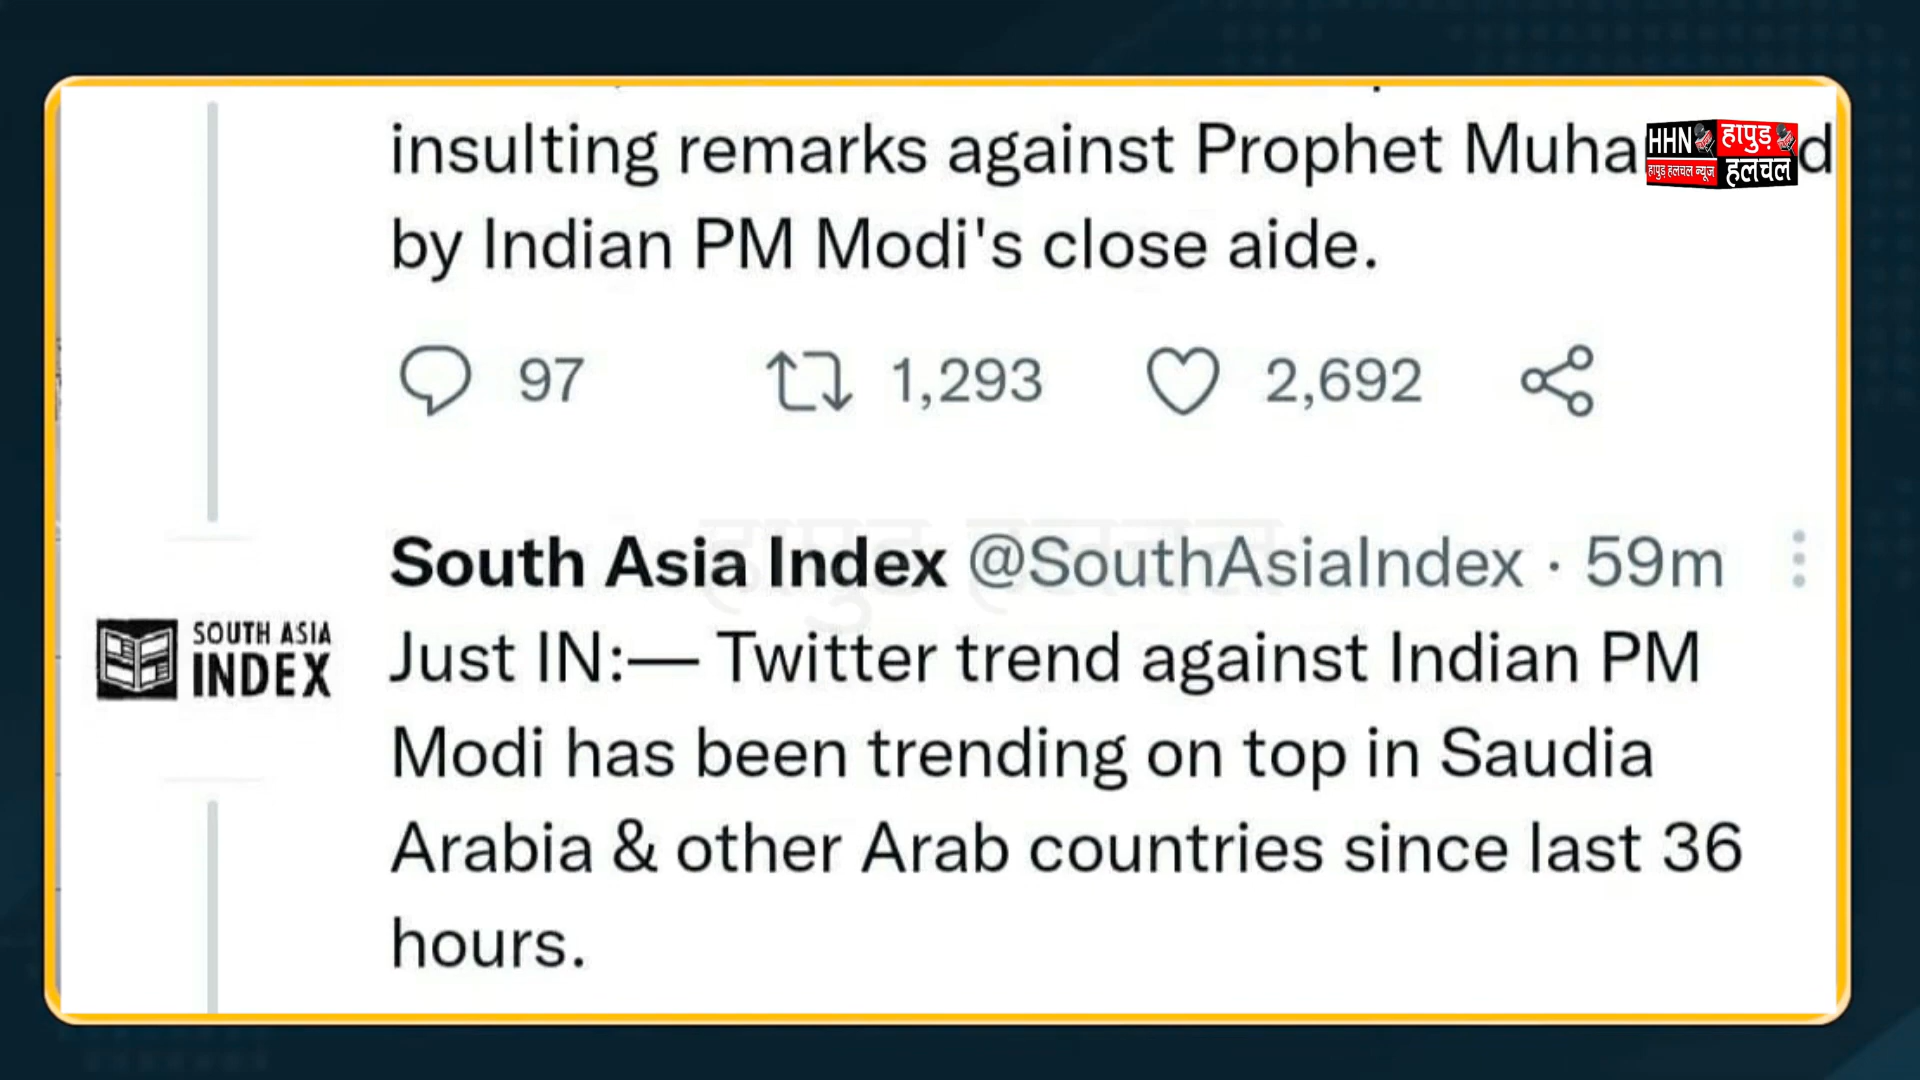 insulting remarks against Prophet Muha d
HHN हापुड़
हापुड़ हलचल न्यूज हलचल
by Indian PM Modi's close aide.
97 1,293 2,692
South Asia Index @SouthAsiaIndex · 59m
SOUTH ASIA
INDEX
Just IN:— Twitter trend against Indian PM
Modi has been trending on top in Saudia
Arabia & other Arab countries since last 36
hours.
हापुड़ हलचल